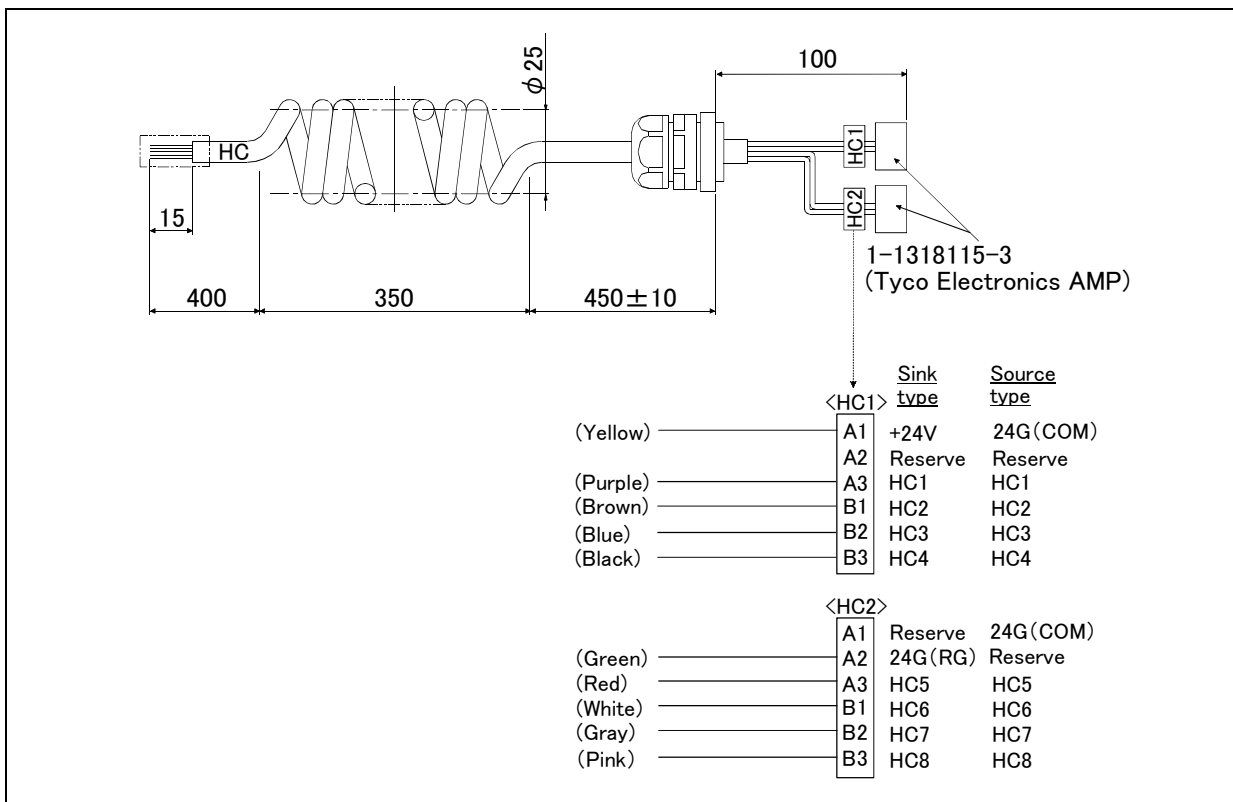 φ25
100
HC
HC1
HC2
15
1-1318115-3
(Tyco Electronics AMP)
400 350 450±10
Sink type Source type
<HC1>
(Yellow) A1 +24V 24G(COM)
A2 Reserve Reserve
(Purple) A3 HC1 HC1
(Brown) B1 HC2 HC2
(Blue) B2 HC3 HC3
(Black) B3 HC4 HC4
<HC2>
A1 Reserve 24G(COM)
(Green) A2 24G(RG) Reserve
(Red) A3 HC5 HC5
(White) B1 HC6 HC6
(Gray) B2 HC7 HC7
(Pink) B3 HC8 HC8